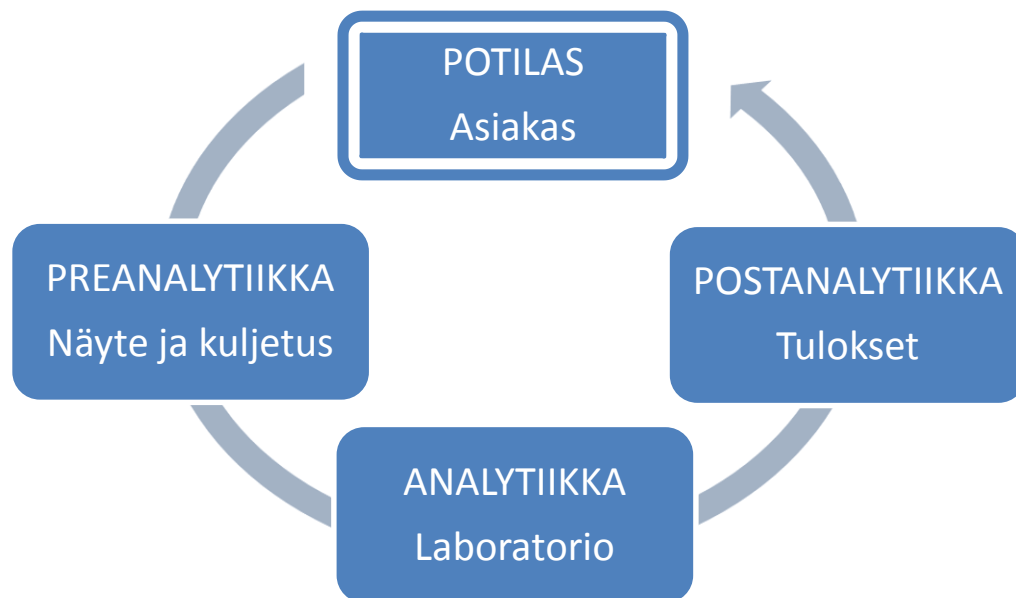 POTILAS
Asiakas
PREANALYTIIKKA
Näyte ja kuljetus
POSTANALYTIIKKA
Tulokset
ANALYTIIKKA
Laboratorio